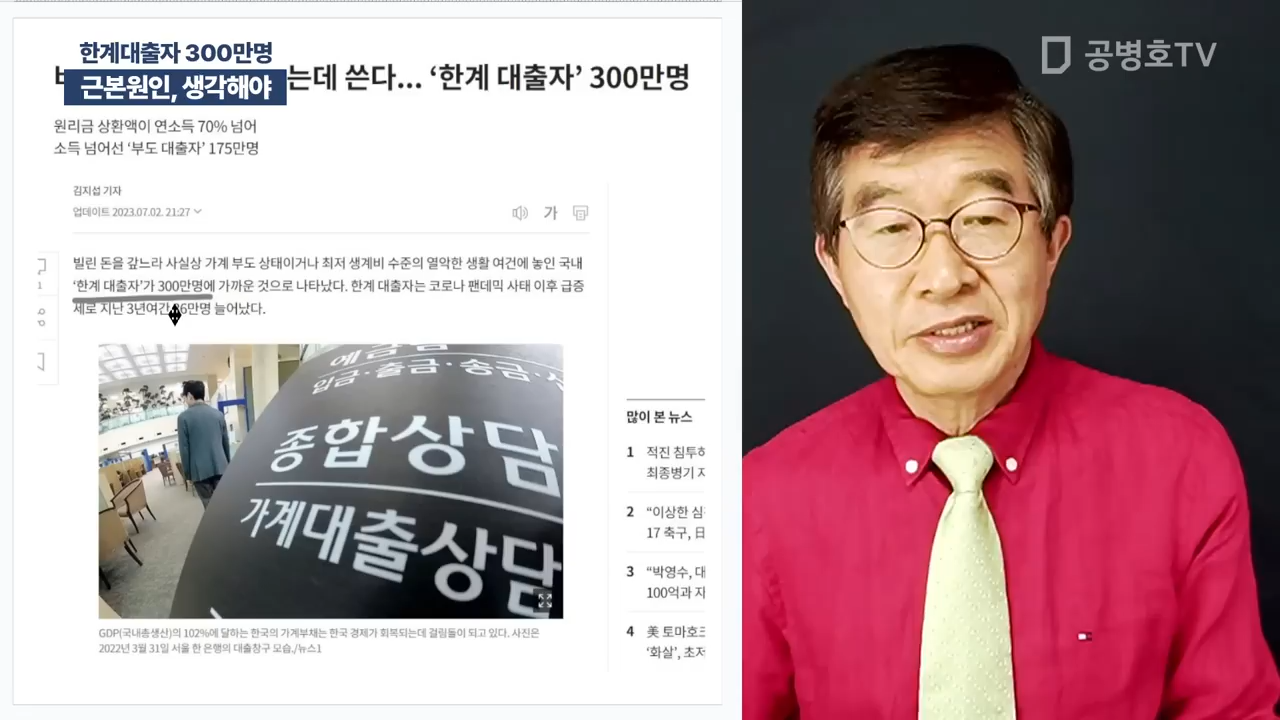 한계대출자 300만명
근본원인, 생각해야
는데 쓴다... ‘한계 대출자’ 300만명
공병호TV
원리금 상환액이 연소득 70% 넘어
소득 넘어선 ‘부도 대출자’ 175만명
김지섭 기자
업데이트 2023.07.02. 21:27
가
빌린 돈을 갚느라 사실상 가계 부도 상태이거나 최저 생계비 수준의 열악한 생활 여건에 놓인 국내
‘한계 대출자’가 300만명에 가까운 것으로 나타났다. 한계 대출자는 코로나 팬데믹 사태 이후 급증
세로 지난 3년여간 6만명 늘어났다.
1
예금
입금·출금·송금·
종합상담
가계대출상담
GDP(국내총생산)의 102%에 달하는 한국의 가계부채는 한국 경제가 회복되는데 걸림돌이 되고 있다. 사진은
2022년 3월 31일 서울 한 은행의 대출창구 모습./뉴스1
많이 본 뉴스
1 적진 침투하
최종병기
2 “이상한
17 축구, 日
3 “박영수, 대
100억과
4 美 토마호크
‘화살’, 초저